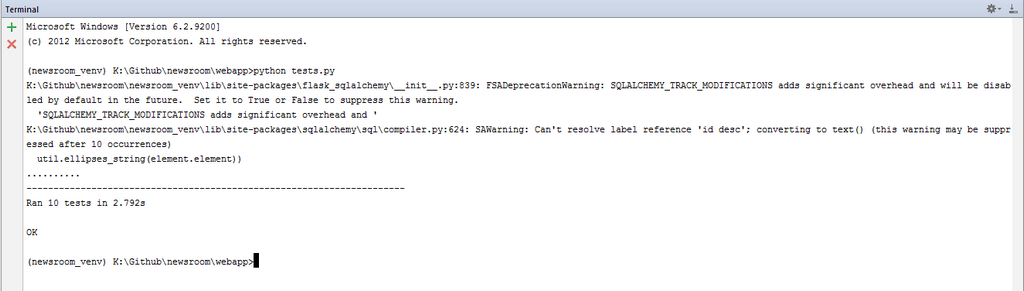 Terminal
Microsoft Windows [Version 6.2.9200]
(c) 2012 Microsoft Corporation. All rights reserved.
(newsroom_venv) K:\Github\newsroom\webapp>python tests.py
K:\Github\newsroom\newsroom_venv\lib\site-packages\flask_sqlalchemy\__init__.py:839: FSADeprecationWarning: SQLALCHEMY_TRACK_MODIFICATIONS adds significant overhead and will be disab
led by default in the future.  Set it to True or False to suppress this warning.
  'SQLALCHEMY_TRACK_MODIFICATIONS adds significant overhead and '
K:\Github\newsroom\newsroom_venv\lib\site-packages\sqlalchemy\sql\compiler.py:624: SAWarning: Can't resolve label reference 'id desc'; converting to text() (this warning may be suppr
essed after 10 occurrences)
  util.ellipses_string(element.element))
..........
----------------------------------------------------------------------
Ran 10 tests in 2.792s
OK
(newsroom_venv) K:\Github\newsroom\webapp>